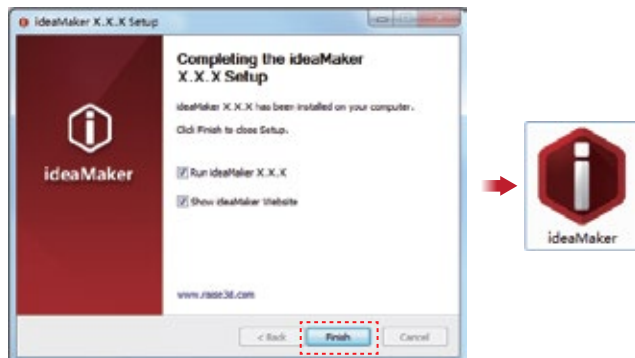 ideaMaker X.X.X Setup
Completing the ideaMaker
X.X.X Setup
ideaMaker X.X.X has been installed on your computer.
Click Finish to close Setup.
ideaMaker
Run ideaMaker X.X.X
Show ideaMaker Website
www.raise3d.com
< Back
Finish
Cancel
ideaMaker